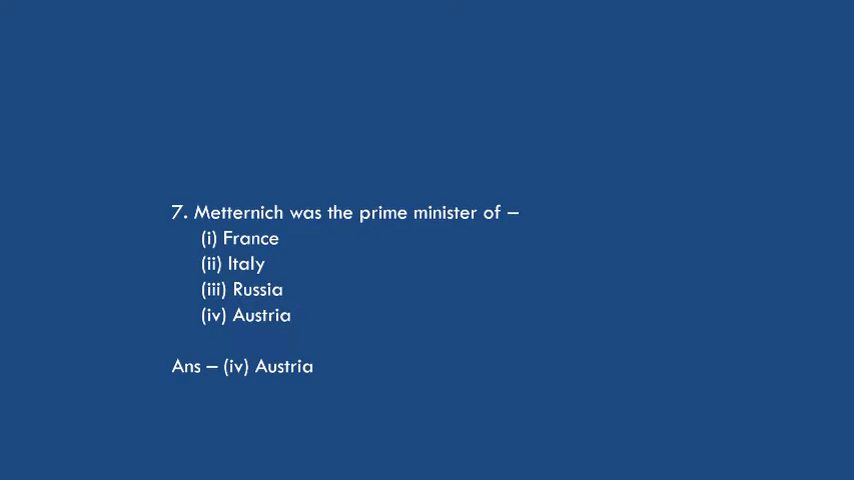 7. Metternich was the prime minister of –
(i) France
(ii) Italy
(iii) Russia
(iv) Austria
Ans – (iv) Austria